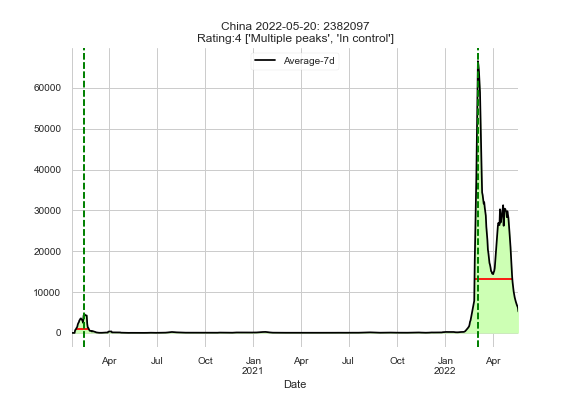 China 2022-05-20: 2382097
Rating:4 ['Multiple peaks', 'In control']
Average-7d
60000
50000
40000
30000
20000
10000
0
Apr Jul Oct Jan Apr Jul Oct Jan Apr
2021 2022
Date